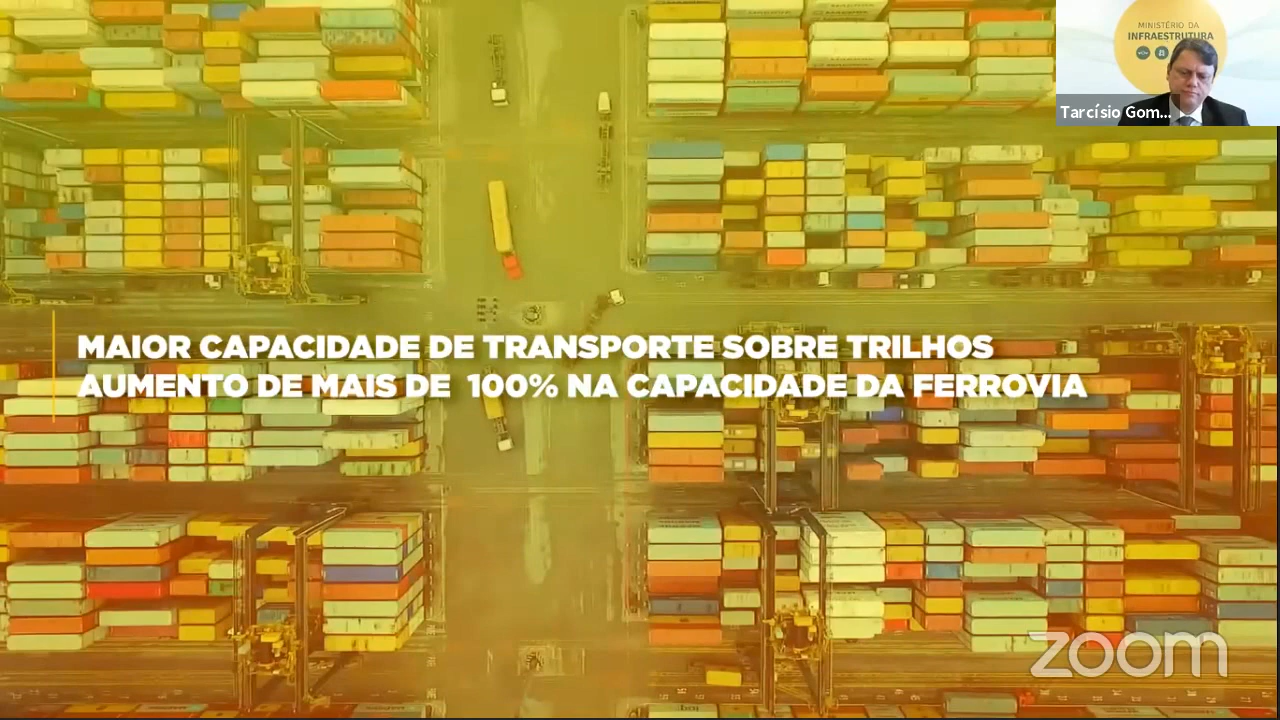 MINISTÉRIO DA
INFRAESTRUTURA
Tarcísio Gom...
MAIOR CAPACIDADE DE TRANSPORTE SOBRE TRILHOS
AUMENTO DE MAIS DE 100% NA CAPACIDADE DA FERROVIA
zoom